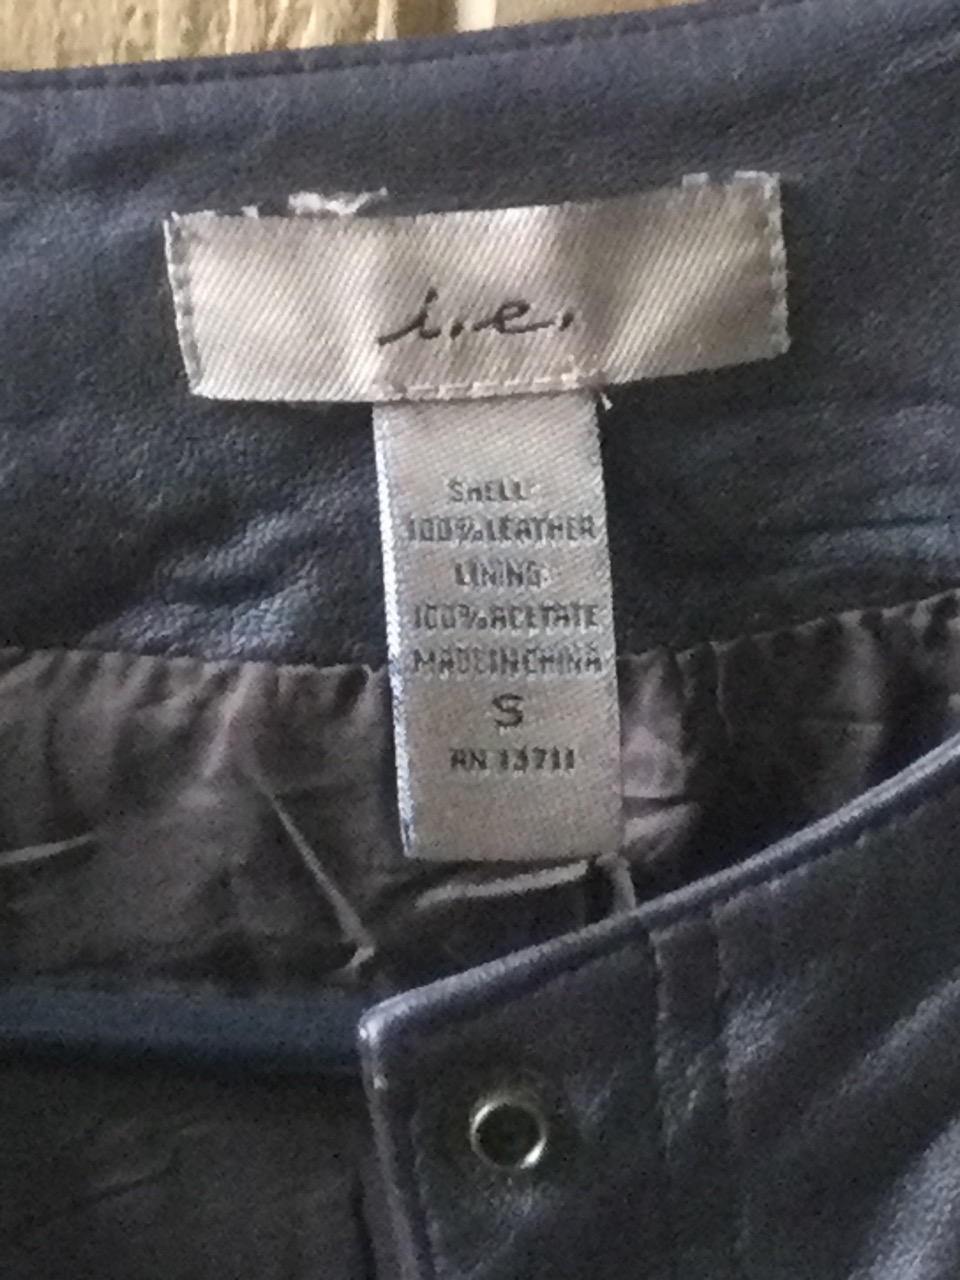 i.e.
SHELL:
100% LEATHER
LINING:
100% ACETATE
MADE IN CHINA
S
RN 13711